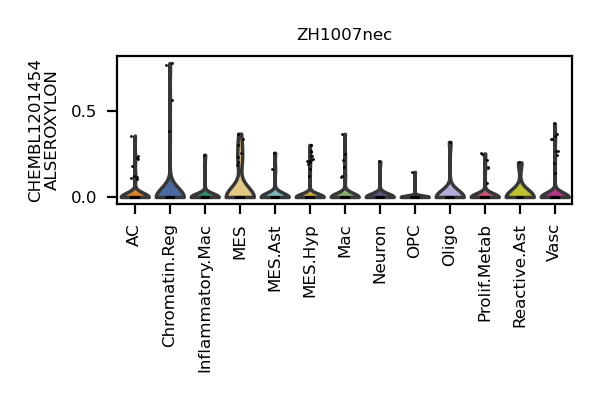 ZH1007nec
CHEMBL1201454
ALSEROXYLON
0.5
0.0
AC
Chromatin.Reg
Inflammatory.Mac
MES
MES.Ast
MES.Hyp
Mac
Neuron
OPC
Oligo
Prolif.Metab
Reactive.Ast
Vasc